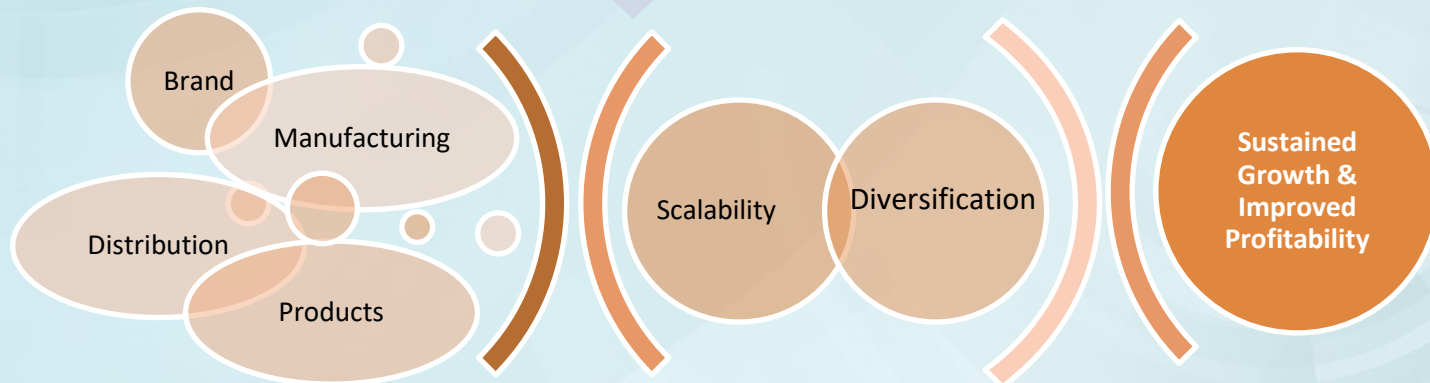 Brand
Manufacturing
Distribution
Products
Scalability
Diversification
Sustained
Growth &
Improved
Profitability